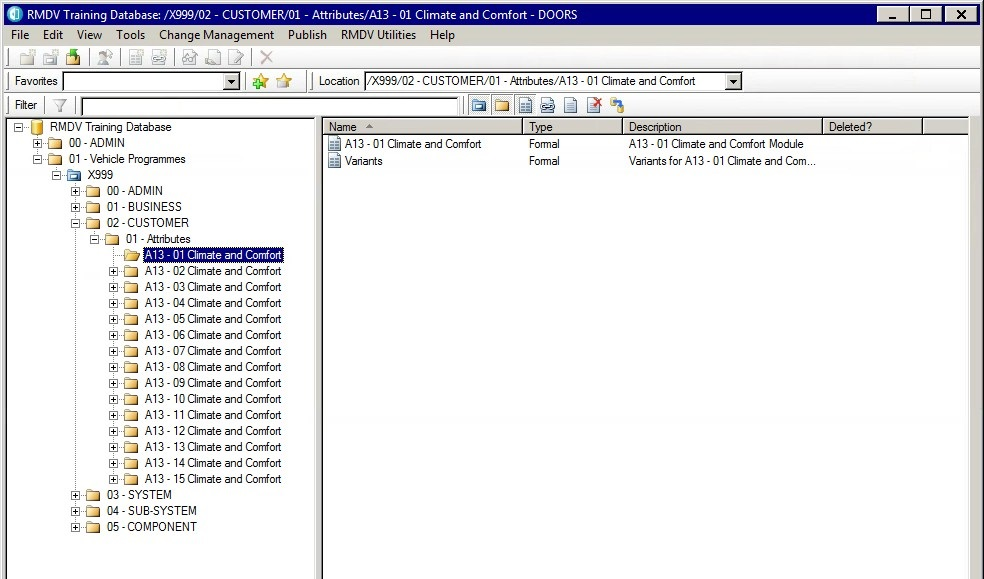 RMDV Training Database: /X999/02 - CUSTOMER/01 - Attributes/A13 - 01 Climate and Comfort - DOORS
File Edit View Tools Change Management Publish RMDV Utilities Help
Favorites Location /X999/02 - CUSTOMER/01 - Attributes/A13 - 01 Climate and Comfort
Filter
RMDV Training Database
00 - ADMIN
01 - Vehicle Programmes
X999
00 - ADMIN
01 - BUSINESS
02 - CUSTOMER
01 - Attributes
A13 - 01 Climate and Comfort
A13 - 02 Climate and Comfort
A13 - 03 Climate and Comfort
A13 - 04 Climate and Comfort
A13 - 05 Climate and Comfort
A13 - 06 Climate and Comfort
A13 - 07 Climate and Comfort
A13 - 08 Climate and Comfort
A13 - 09 Climate and Comfort
A13 - 10 Climate and Comfort
A13 - 11 Climate and Comfort
A13 - 12 Climate and Comfort
A13 - 13 Climate and Comfort
A13 - 14 Climate and Comfort
A13 - 15 Climate and Comfort
03 - SYSTEM
04 - SUB-SYSTEM
05 - COMPONENT
Name Type Description Deleted?
A13 - 01 Climate and Comfort Formal A13 - 01 Climate and Comfort Module
Variants Formal Variants for A13 - 01 Climate and Com...